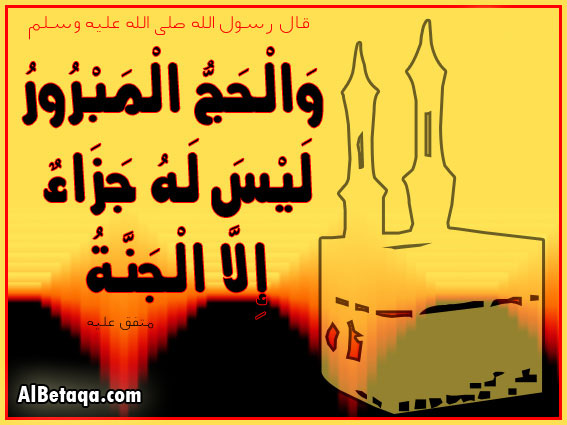 قال رسول الله صلى الله عليه وسلم
وَالْحَجُّ الْمَبْرُورُ
لَيْسَ لَهُ جَزَاءٌ
إِلَّا الْجَنَّةُ
متفق عليه
AlBetaqa.com